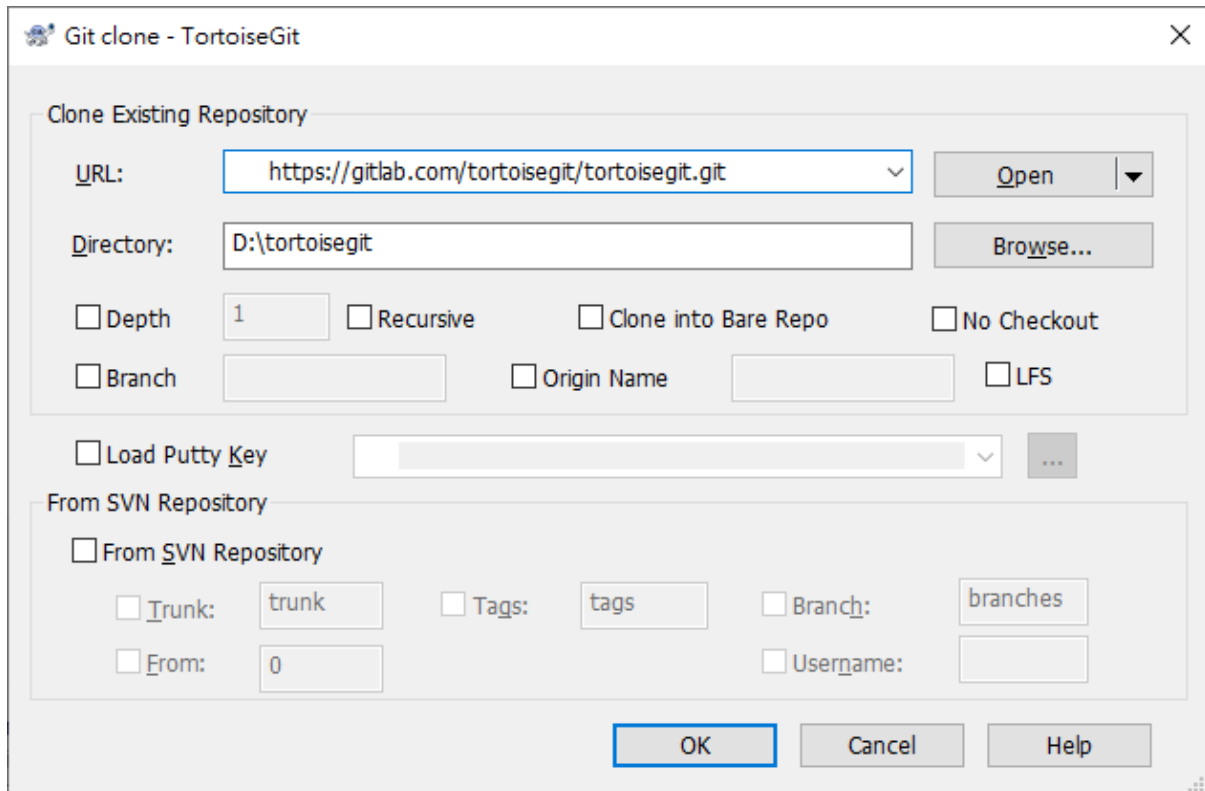 Git clone - TortoiseGit
Clone Existing Repository
URL: https://gitlab.com/tortoisegit/tortoisegit.git Open
Directory: D:\tortoisegit Browse...
Depth 1 Recursive Clone into Bare Repo No Checkout
Branch Origin Name LFS
Load Putty Key ...
From SVN Repository
From SVN Repository
Trunk: trunk Tags: tags Branch: branches
From: 0 Username:
OK Cancel Help